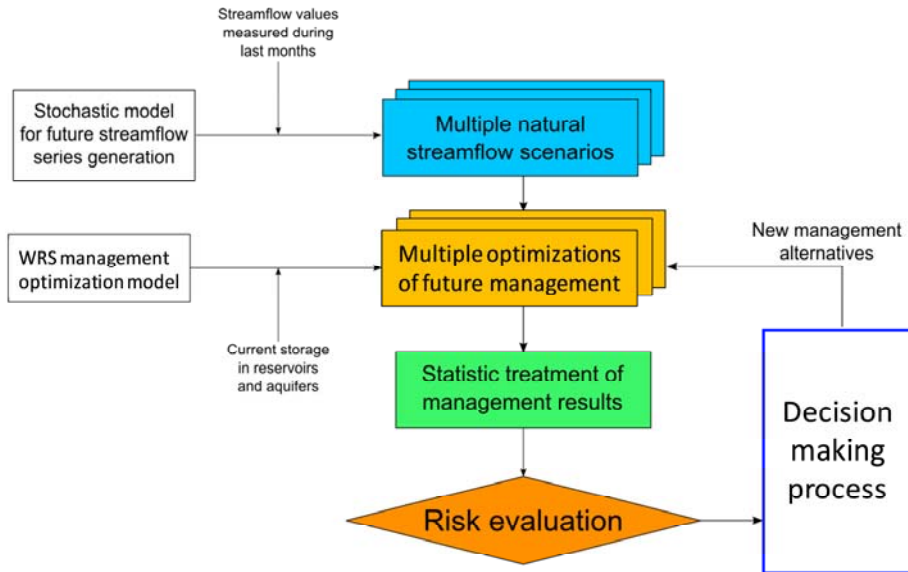 Streamflow values
measured during
last months
Stochastic model
for future streamflow
series generation
Multiple natural
streamflow scenarios
WRS management
optimization model
Multiple optimizations
of future management
New management
alternatives
Current storage
in reservoirs
and aquifers
Statistic treatment of
management results
Decision
making
process
Risk evaluation